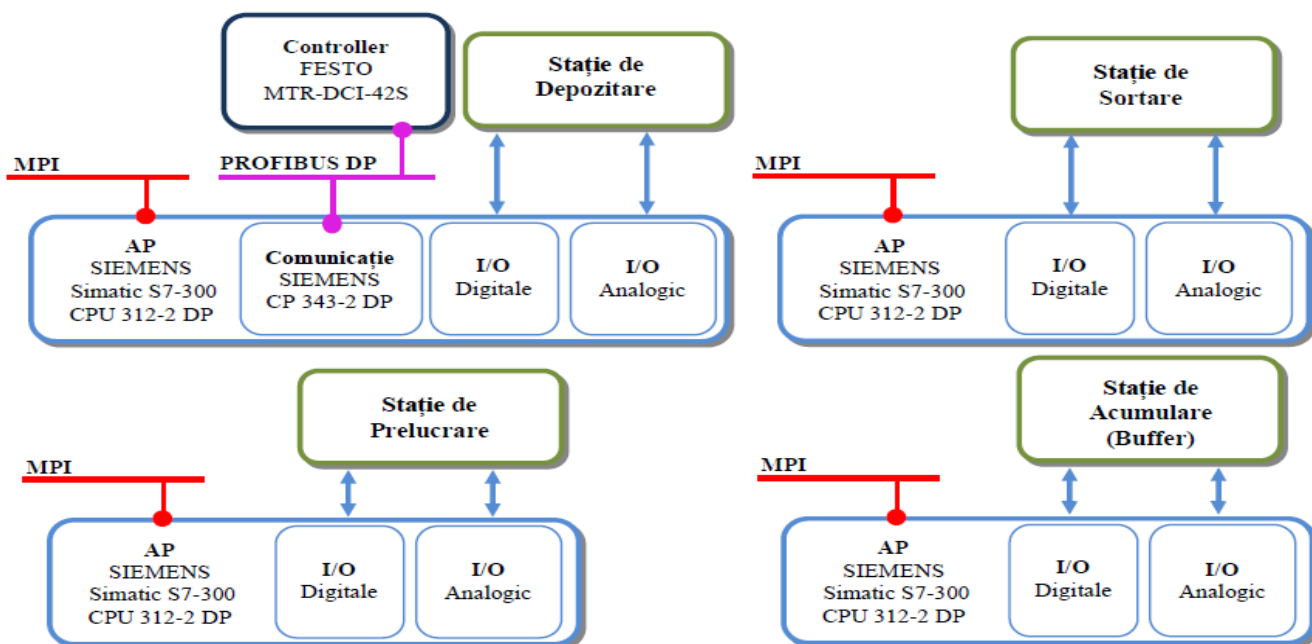 Controller
FESTO
MTR-DCI-42S
Stație de
Depozitare
MPI
PROFIBUS DP
AP
SIEMENS
Simatic S7-300
CPU 312-2 DP
Comunicație
SIEMENS
CP 343-2 DP
I/O
Digitale
I/O
Analogic
Stație de
Sortare
MPI
AP
SIEMENS
Simatic S7-300
CPU 312-2 DP
I/O
Digitale
I/O
Analogic
Stație de
Prelucrare
MPI
AP
SIEMENS
Simatic S7-300
CPU 312-2 DP
I/O
Digitale
I/O
Analogic
Stație de
Acumulare
(Buffer)
MPI
AP
SIEMENS
Simatic S7-300
CPU 312-2 DP
I/O
Digitale
I/O
Analogic